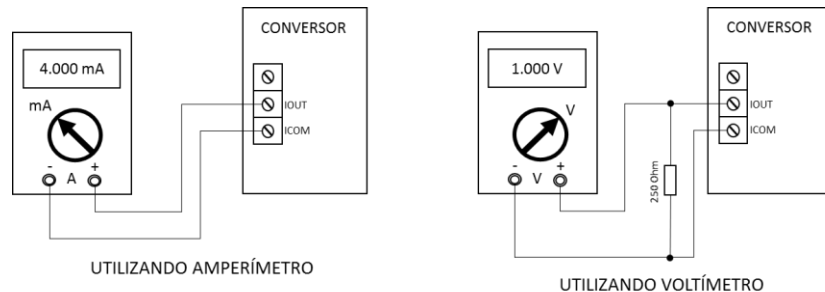 CONVERSOR
4.000 mA
mA
IOUT
ICOM
- A +
UTILIZANDO AMPERÍMETRO
CONVERSOR
1.000 V
V
IOUT
ICOM
- V +
250 Ohm
UTILIZANDO VOLTÍMETRO